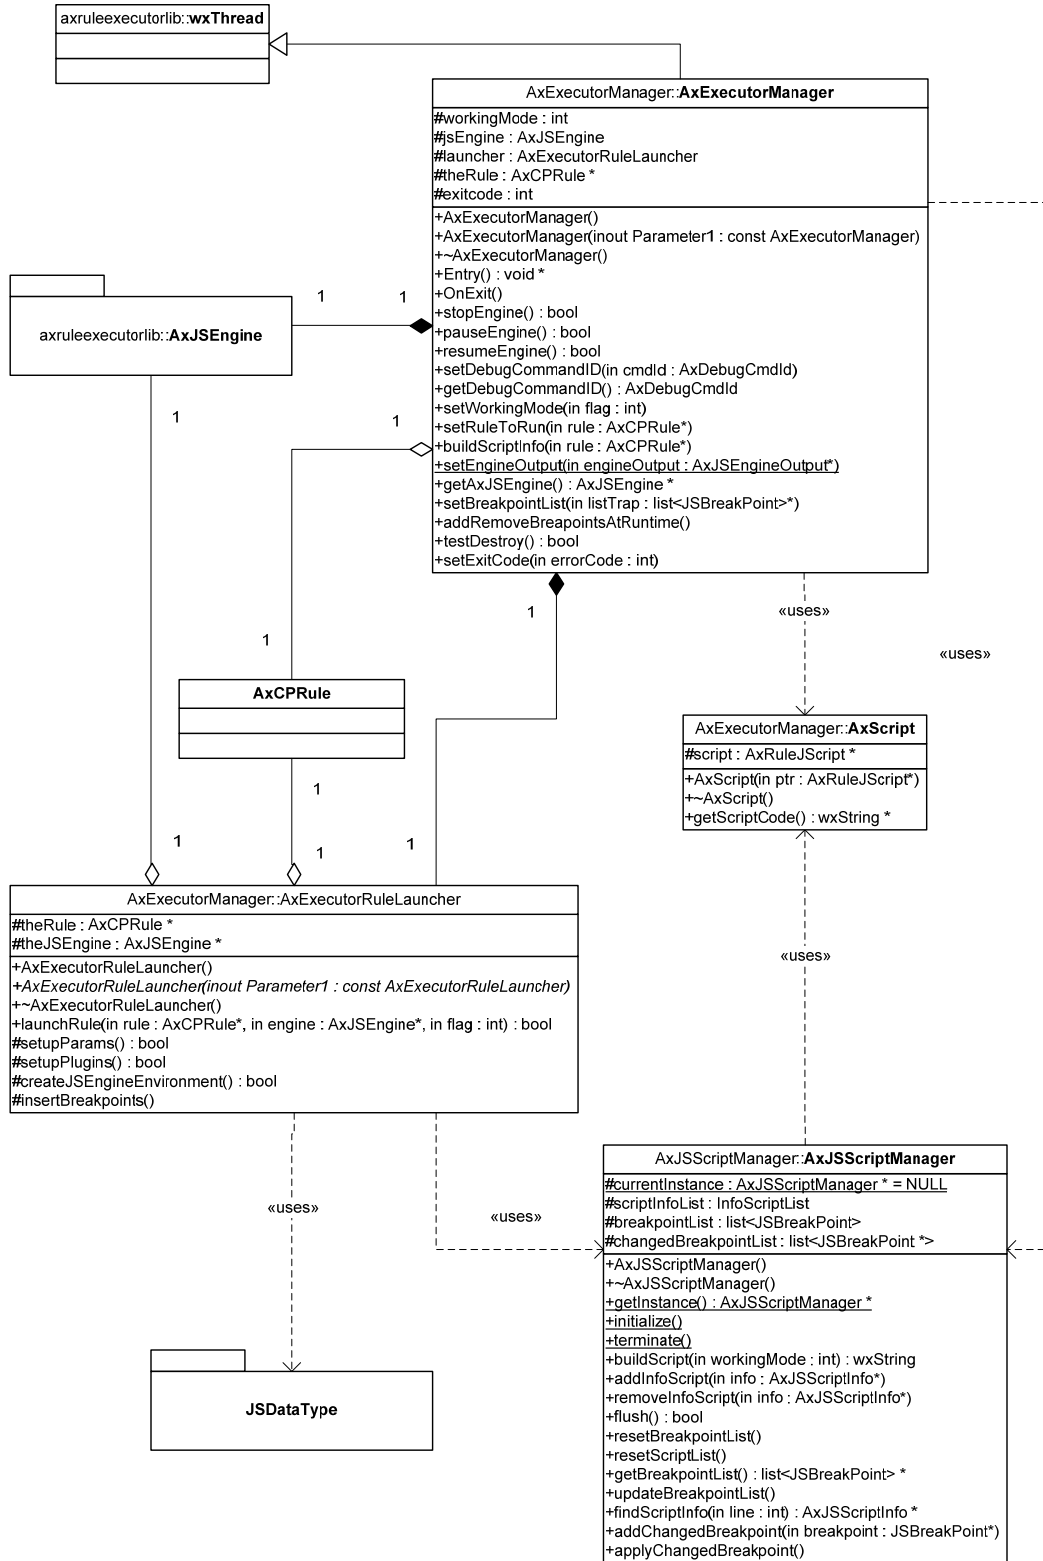 axruleexecutorlib::wxThread
AxExecutorManager::AxExecutorManager
#workingMode : int
#jsEngine : AxJSEngine
#launcher : AxExecutorRuleLauncher
#theRule : AxCPRule *
#exitcode : int
+AxExecutorManager()
+AxExecutorManager(inout Parameter1 : const AxExecutorManager)
+~AxExecutorManager()
+Entry() : void *
+OnExit()
+stopEngine() : bool
+pauseEngine() : bool
+resumeEngine() : bool
+setDebugCommandID(in cmdId : AxDebugCmdId)
+getDebugCommandID() : AxDebugCmdId
+setWorkingMode(in flag : int)
+setRuleToRun(in rule : AxCPRule*)
+buildScriptInfo(in rule : AxCPRule*)
+setEngineOutput(in engineOutput : AxJSEngineOutput*)
+getAxJSEngine() : AxJSEngine *
+setBreakpointList(in listTrap : list<JSBreakPoint>*)
+addRemoveBreapointsAtRuntime()
+testDestroy() : bool
+setExitCode(in errorCode : int)
1
1
axruleexecutorlib::AxJSEngine
1
1
1
«uses»
1
«uses»
AxCPRule
AxExecutorManager::AxScript
#script : AxRuleJScript *
+AxScript(in ptr : AxRuleJScript*)
+~AxScript()
+getScriptCode() : wxString *
1
1
1
1
AxExecutorManager::AxExecutorRuleLauncher
#theRule : AxCPRule *
#theJSEngine : AxJSEngine *
+AxExecutorRuleLauncher()
+AxExecutorRuleLauncher(inout Parameter1 : const AxExecutorRuleLauncher)
+~AxExecutorRuleLauncher()
+launchRule(in rule : AxCPRule*, in engine : AxJSEngine*, in flag : int) : bool
#setupParams() : bool
#setupPlugins() : bool
#createJSEngineEnvironment() : bool
#insertBreakpoints()
«uses»
«uses»
«uses»
AxJSScriptManager::AxJSScriptManager
#currentInstance : AxJSScriptManager * = NULL
#scriptInfoList : InfoScriptList
#breakpointList : list<JSBreakPoint>
#changedBreakpointList : list<JSBreakPoint *>
+AxJSScriptManager()
+~AxJSScriptManager()
+getInstance() : AxJSScriptManager *
+initialize()
+terminate()
+buildScript(in workingMode : int) : wxString
+addInfoScript(in info : AxJSScriptInfo*)
+removeInfoScript(in info : AxJSScriptInfo*)
+flush() : bool
+resetBreakpointList()
+resetScriptList()
+getBreakpointList() : list<JSBreakPoint> *
+updateBreakpointList()
+findScriptInfo(in line : int) : AxJSScriptInfo *
+addChangedBreakpoint(in breakpoint : JSBreakPoint*)
+applyChangedBreakpoint()
JSDataType